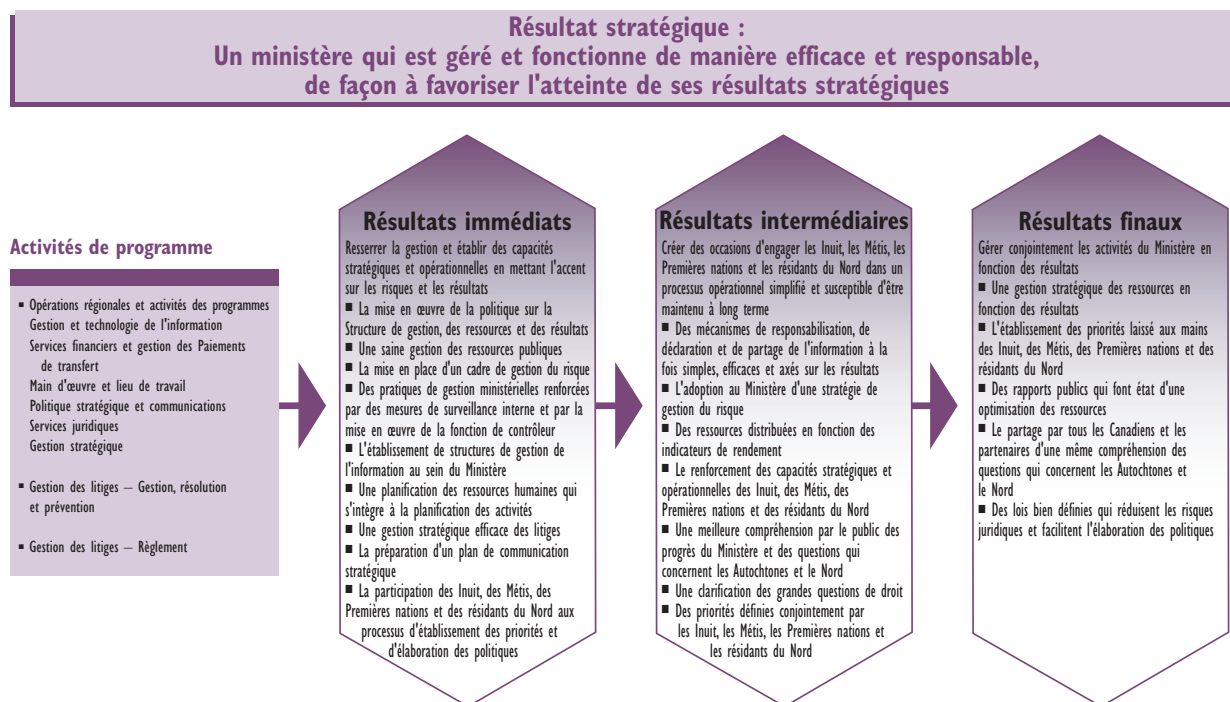 Résultat stratégique :
Un ministère qui est géré et fonctionne de manière efficace et responsable,
de façon à favoriser l'atteinte de ses résultats stratégiques
Activités de programme
▪ Opérations régionales et activités des programmes
Gestion et technologie de l'information
Services financiers et gestion des Paiements
de transfert
Main d'œuvre et lieu de travail
Politique stratégique et communications
Services juridiques
Gestion stratégique
▪ Gestion des litiges – Gestion, résolution
et prévention
▪ Gestion des litiges – Règlement
Résultats immédiats
Resserrer la gestion et établir des capacités
stratégiques et opérationnelles en mettant l'accent
sur les risques et les résultats
■ La mise en œuvre de la politique sur la
Structure de gestion, des ressources et des résultats
■ Une saine gestion des ressources publiques
■ La mise en place d'un cadre de gestion du risque
■ Des pratiques de gestion ministérielles renforcées
par des mesures de surveillance interne et par la
mise en œuvre de la fonction de contrôleur
■ L'établissement de structures de gestion de
l'information au sein du Ministère
■ Une planification des ressources humaines qui
s'intègre à la planification des activités
■ Une gestion stratégique efficace des litiges
■ La préparation d'un plan de communication
stratégique
■ La participation des Inuit, des Métis, des
Premières nations et des résidants du Nord aux
processus d'établissement des priorités et
d'élaboration des politiques
Résultats intermédiaires
Créer des occasions d'engager les Inuit, les Métis, les
Premières nations et les résidants du Nord dans un
processus opérationnel simplifié et susceptible d'être
maintenu à long terme
■ Des mécanismes de responsabilisation, de
déclaration et de partage de l'information à la
fois simples, efficaces et axés sur les résultats
■ L'adoption au Ministère d'une stratégie de
gestion du risque
■ Des ressources distribuées en fonction des
indicateurs de rendement
■ Le renforcement des capacités stratégiques et
opérationnelles des Inuit, des Métis, des
Premières nations et des résidants du Nord
■ Une meilleure compréhension par le public des
progrès du Ministère et des questions qui
concernent les Autochtones et le Nord
■ Une clarification des grandes questions de droit
■ Des priorités définies conjointement par
les Inuit, les Métis, les Premières nations et
les résidants du Nord
Résultats finaux
Gérer conjointement les activités du Ministère en
fonction des résultats
■ Une gestion stratégique des ressources en
fonction des résultats
■ L'établissement des priorités laissé aux mains
des Inuit, des Métis, des Premières nations et des
résidants du Nord
■ Des rapports publics qui font état d'une
optimisation des ressources
■ Le partage par tous les Canadiens et les
partenaires d'une même compréhension des
questions qui concernent les Autochtones et
le Nord
■ Des lois bien définies qui réduisent les risques
juridiques et facilitent l'élaboration des politiques